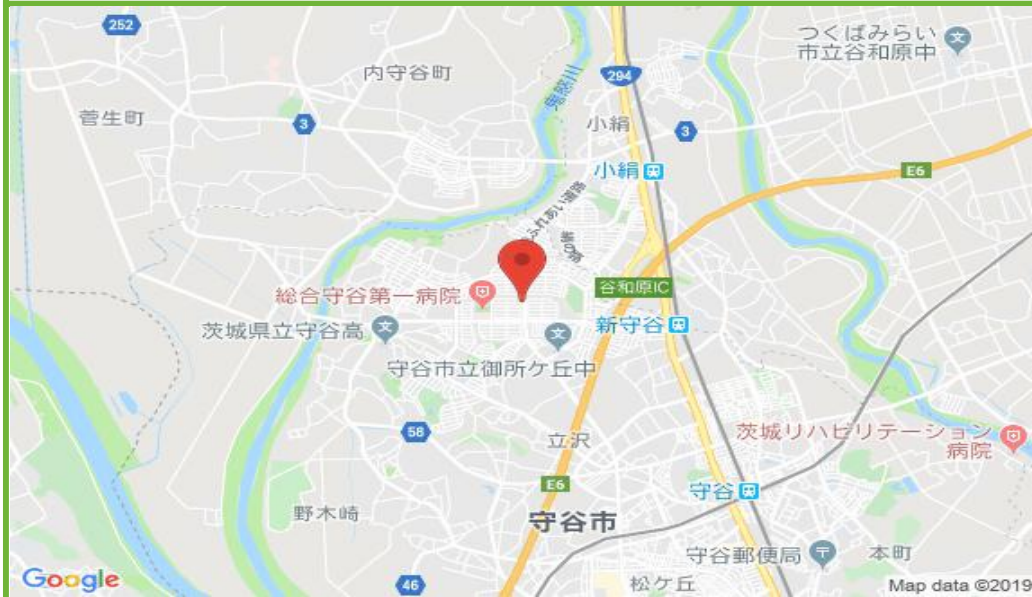 252
つくばみらい
市立谷和原中
内守谷町
294
鬼怒川
菅生町
3
小絹
3
小絹
E6
総合守谷第一病院
谷和原IC
茨城県立守谷高
新守谷
守谷市立御所ケ丘中
58
立沢
茨城リハビリテーション
病院
E6
守谷
野木崎
守谷市
守谷郵便局
本町
Google
46
松ケ丘
Map data ©2019